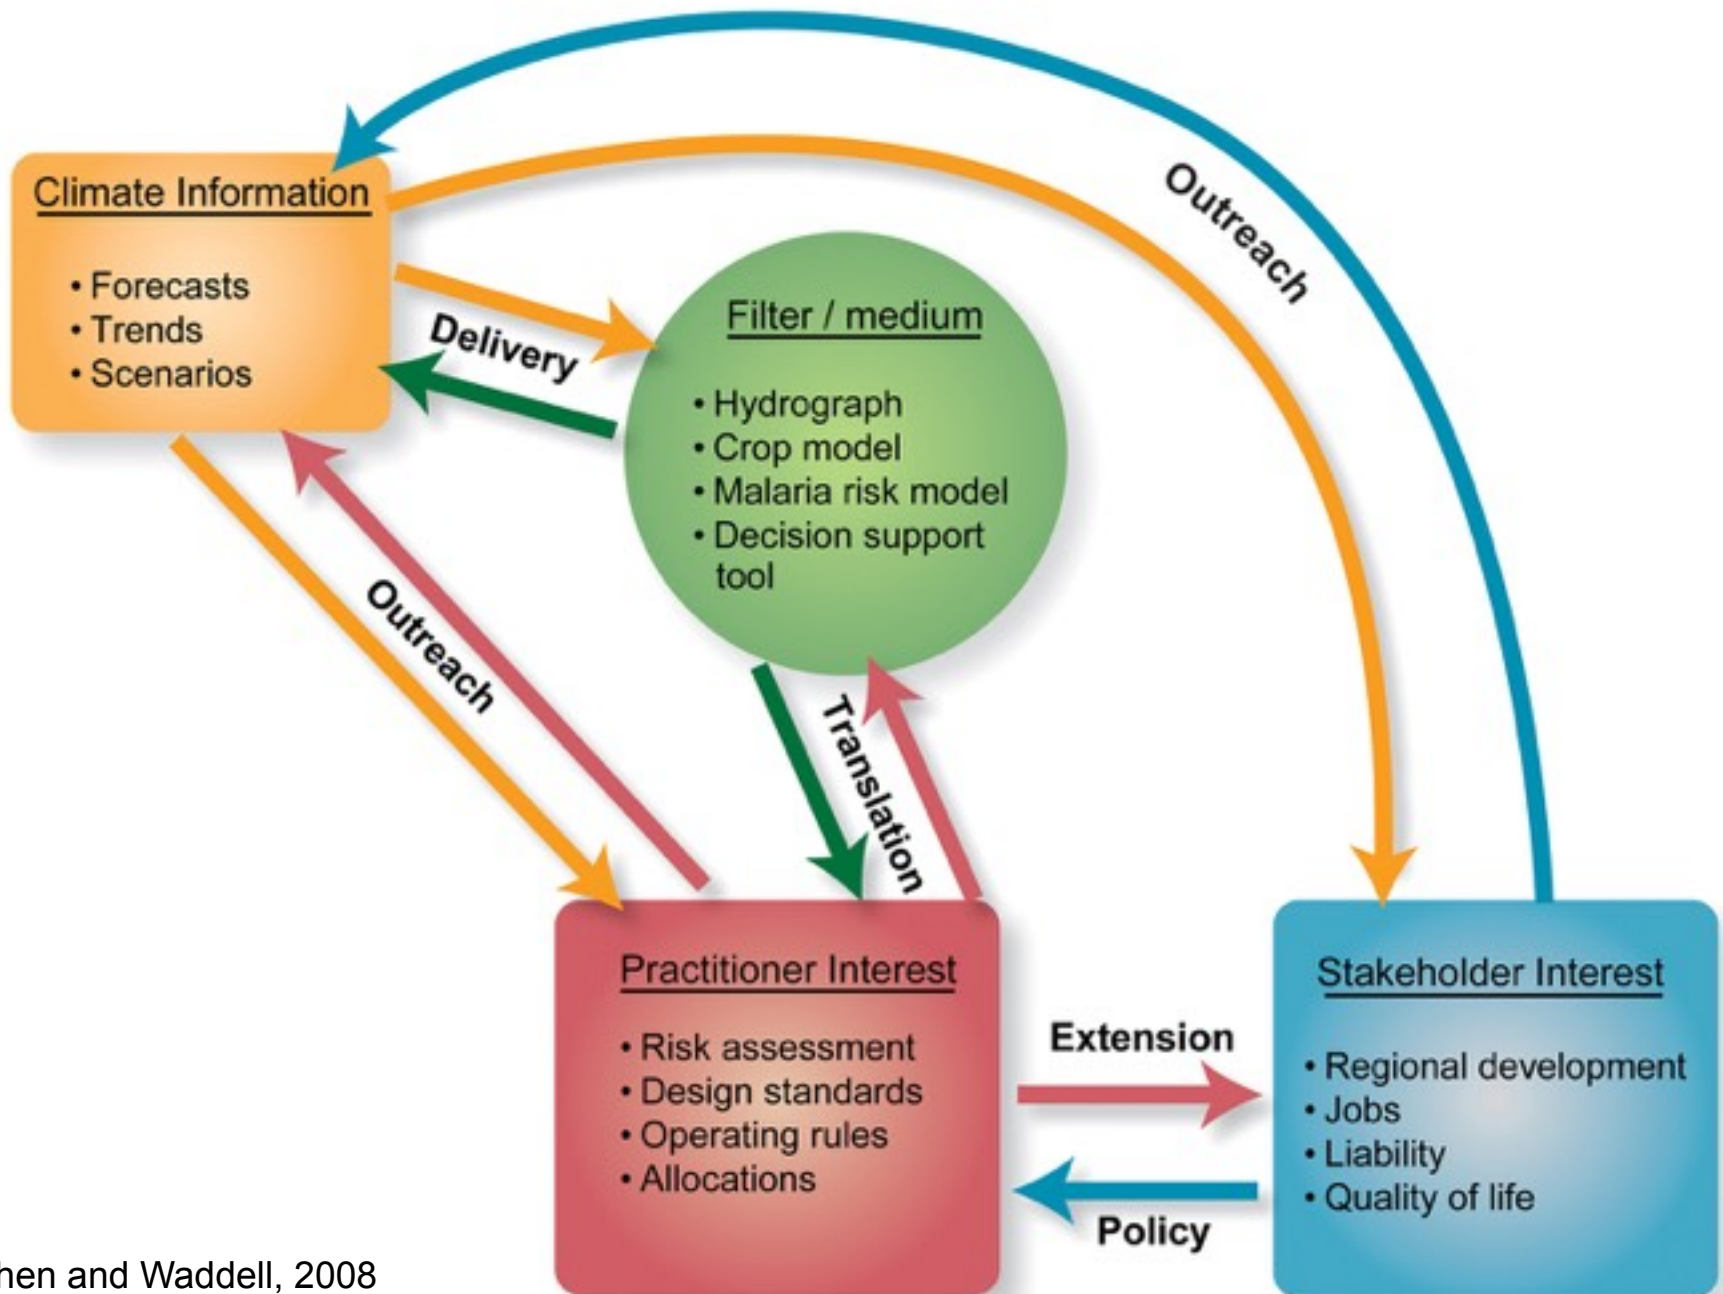 Climate Information
• Forecasts
• Trends
• Scenarios
Delivery
Filter / medium
• Hydrograph
• Crop model
• Malaria risk model
• Decision support
tool
Outreach
Outreach
Translation
Practitioner Interest
• Risk assessment
• Design standards
• Operating rules
• Allocations
Extension
Policy
Stakeholder Interest
• Regional development
• Jobs
• Liability
• Quality of life
and Waddell, 2008